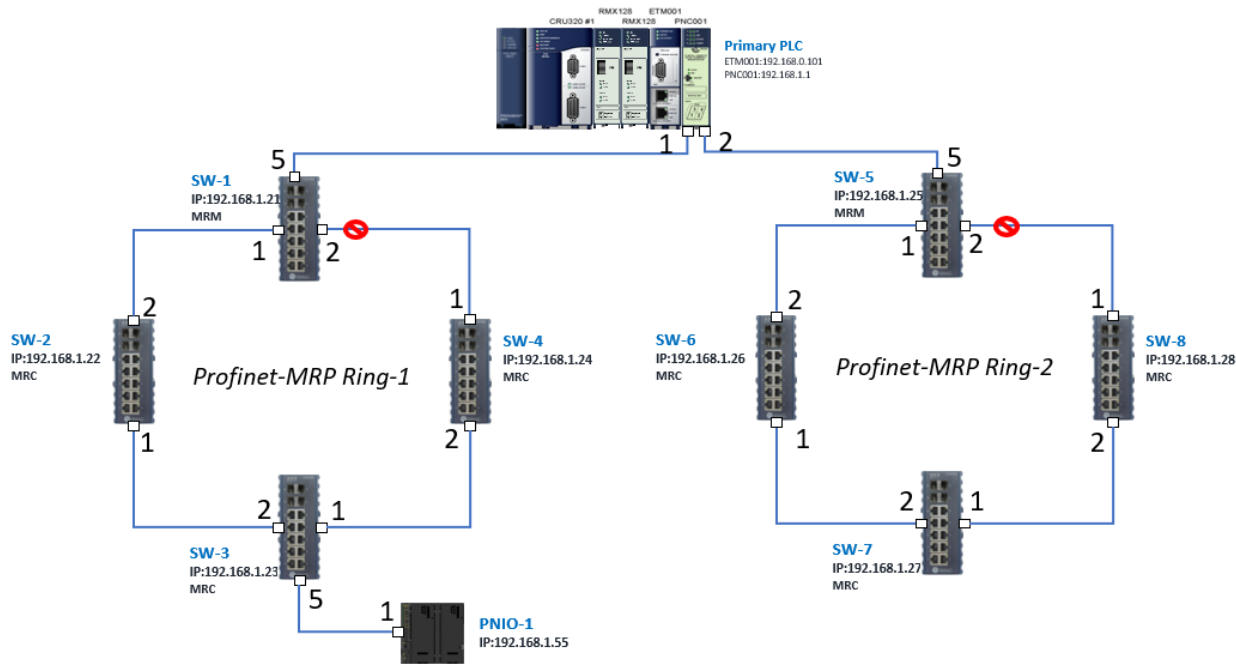 RMX128 ETM001
CRU320 #1 RMX128 PNC001
Primary PLC
ETM001:192.168.0.101
PNC001:192.168.1.1
1
2
5
SW-1
IP:192.168.1.21
MRM
1
2
5
SW-5
IP:192.168.1.25
MRM
1
2
2
SW-2
IP:192.168.1.22
MRC
1
Profinet-MRP Ring-1
1
SW-4
IP:192.168.1.24
MRC
2
2
SW-6
IP:192.168.1.26
MRC
1
Profinet-MRP Ring-2
1
SW-8
IP:192.168.1.28
MRC
2
2
1
SW-3
IP:192.168.1.23
MRC
5
2
1
SW-7
IP:192.168.1.27
MRC
1
PNIO-1
IP:192.168.1.55